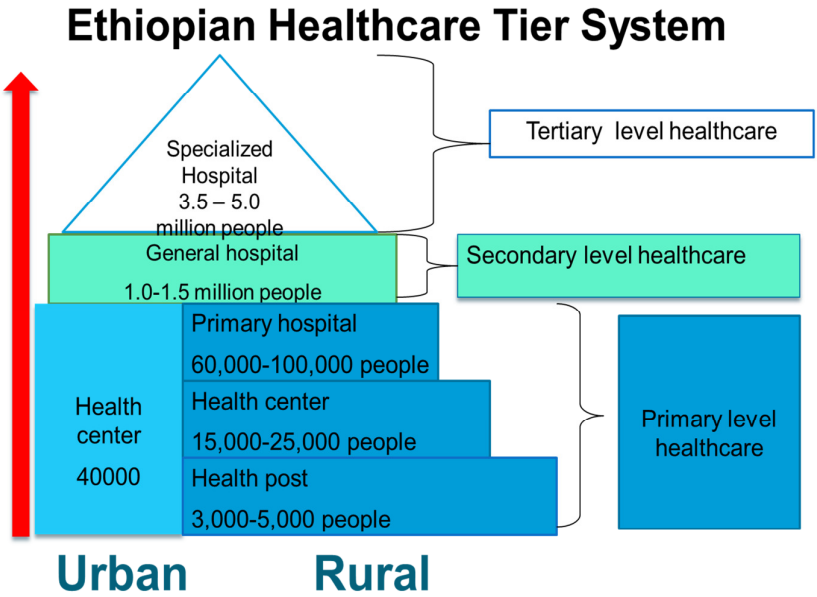 Ethiopian Healthcare Tier System
Specialized
Hospital
3.5 – 5.0
million people
Tertiary level healthcare
General hospital
1.0-1.5 million people
Secondary level healthcare
Primary hospital
60,000-100,000 people
Health center
15,000-25,000 people
Health post
3,000-5,000 people
Health
center
40000
Primary level
healthcare
Urban
Rural